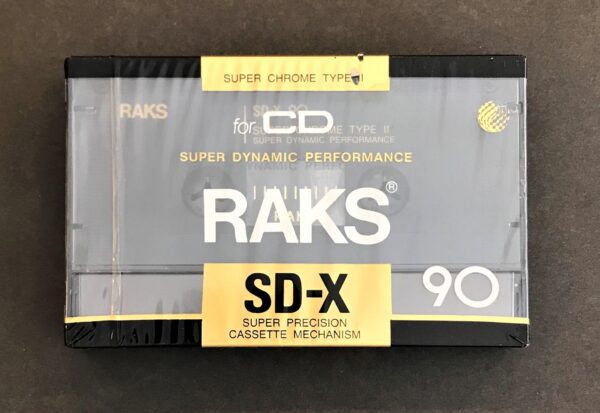 SUPER CHROME TYPE II
RAKS
SD-X 90
for CD
SUPER CHROME TYPE II
SUPER DYNAMIC PERFORMANCE
SUPER DYNAMIC PERFORMANCE
RAKS®
SD-X
90
SUPER PRECISION
CASSETTE MECHANISM